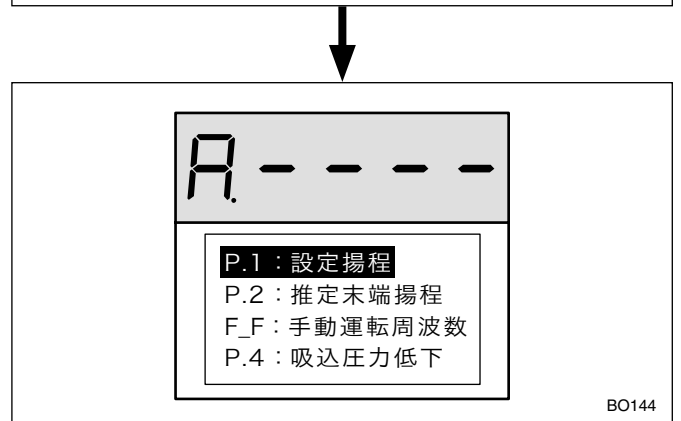 A.----
P.1：設定揚程
P.2：推定末端揚程
F_F：手動運転周波数
P.4：吸込圧力低下
BO144